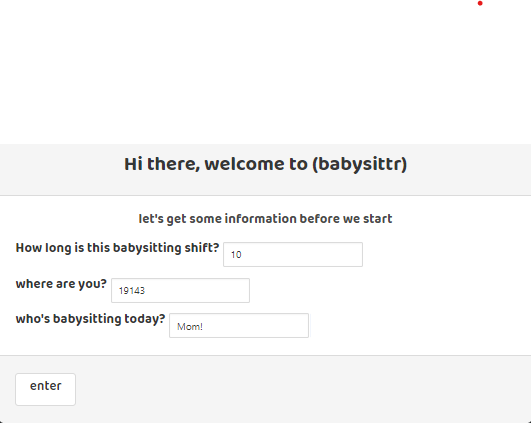 Hi there, welcome to (babysittr)
let's get some information before we start
How long is this babysitting shift? 10
where are you? 19143
who's babysitting today? Mom!
enter